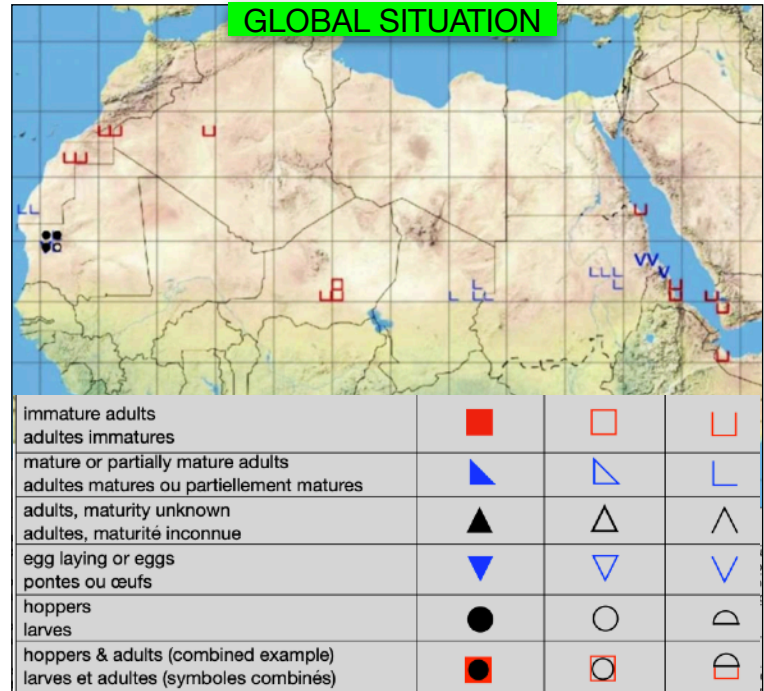 GLOBAL SITUATION
immature adults
adultes immatures
mature or partially mature adults
adultes matures ou partiellement matures
adults, maturity unknown
adultes, maturité inconnue
egg laying or eggs
pontes ou œufs
hoppers
larves
hoppers & adults (combined example)
larves et adultes (symboles combinés)